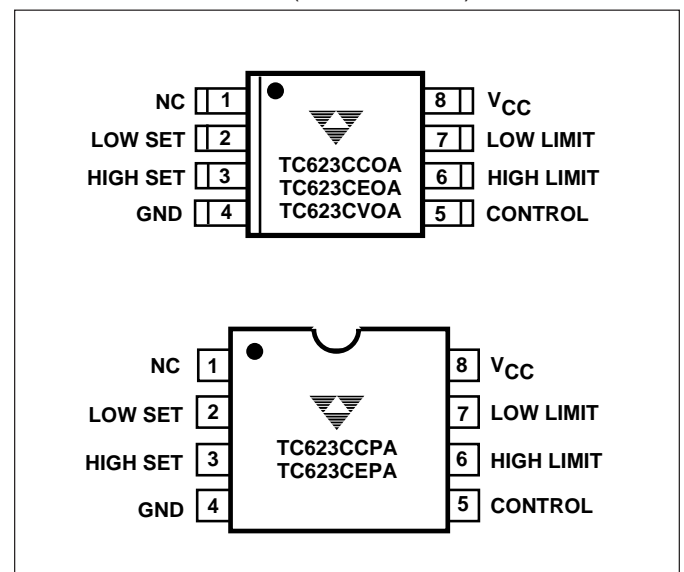 NC 1 8 VCC
LOW SET 2 7 LOW LIMIT
HIGH SET 3 6 HIGH LIMIT
GND 4 5 CONTROL
TC623CCOA
TC623CEOA
TC623CVOA
NC 1 8 VCC
LOW SET 2 7 LOW LIMIT
HIGH SET 3 6 HIGH LIMIT
GND 4 5 CONTROL
TC623CCPA
TC623CEPA